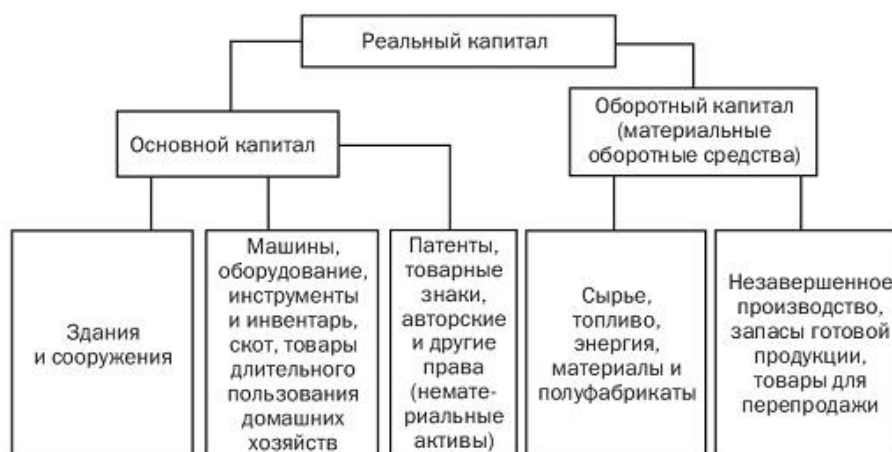 Реальный капитал
Основной капитал
Оборотный капитал
(материальные
оборотные средства)
Здания
и сооружения
Машины,
оборудование,
инструменты
и инвентарь,
скот, товары
длительного
пользования
домашних
хозяйств
Патенты,
товарные
знаки,
авторские
и другие
права
(немате-
риальные
активы)
Сырье,
топливо,
энергия,
материалы и
полуфабрикаты
Незавершенное
производство,
запасы готовой
продукции,
товары для
перепродажи